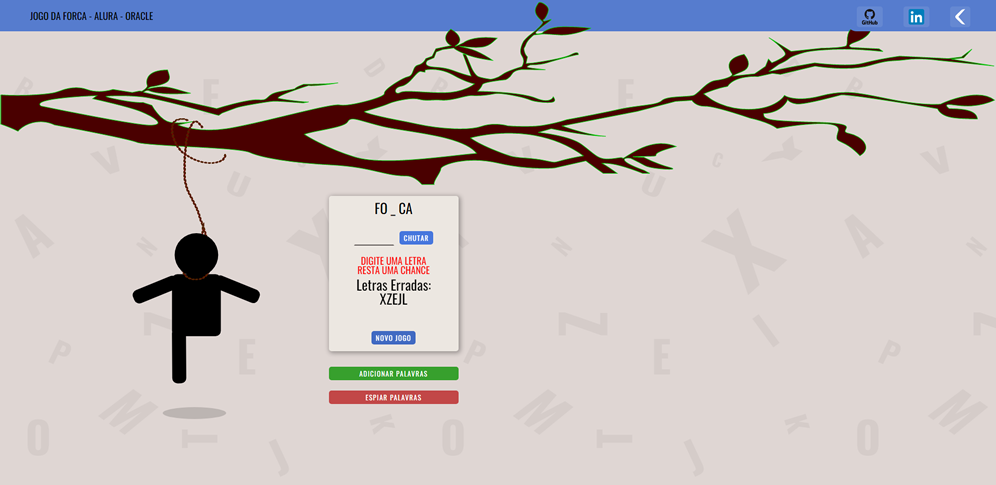 JOGO DA FORCA - ALURA - ORACLE
GitHub
in
FO _ CA
CHUTAR
DIGITE UMA LETRA
RESTA UMA CHANCE
Letras Erradas:
XZEJL
NOVO JOGO
ADICIONAR PALAVRAS
ESPIAR PALAVRAS